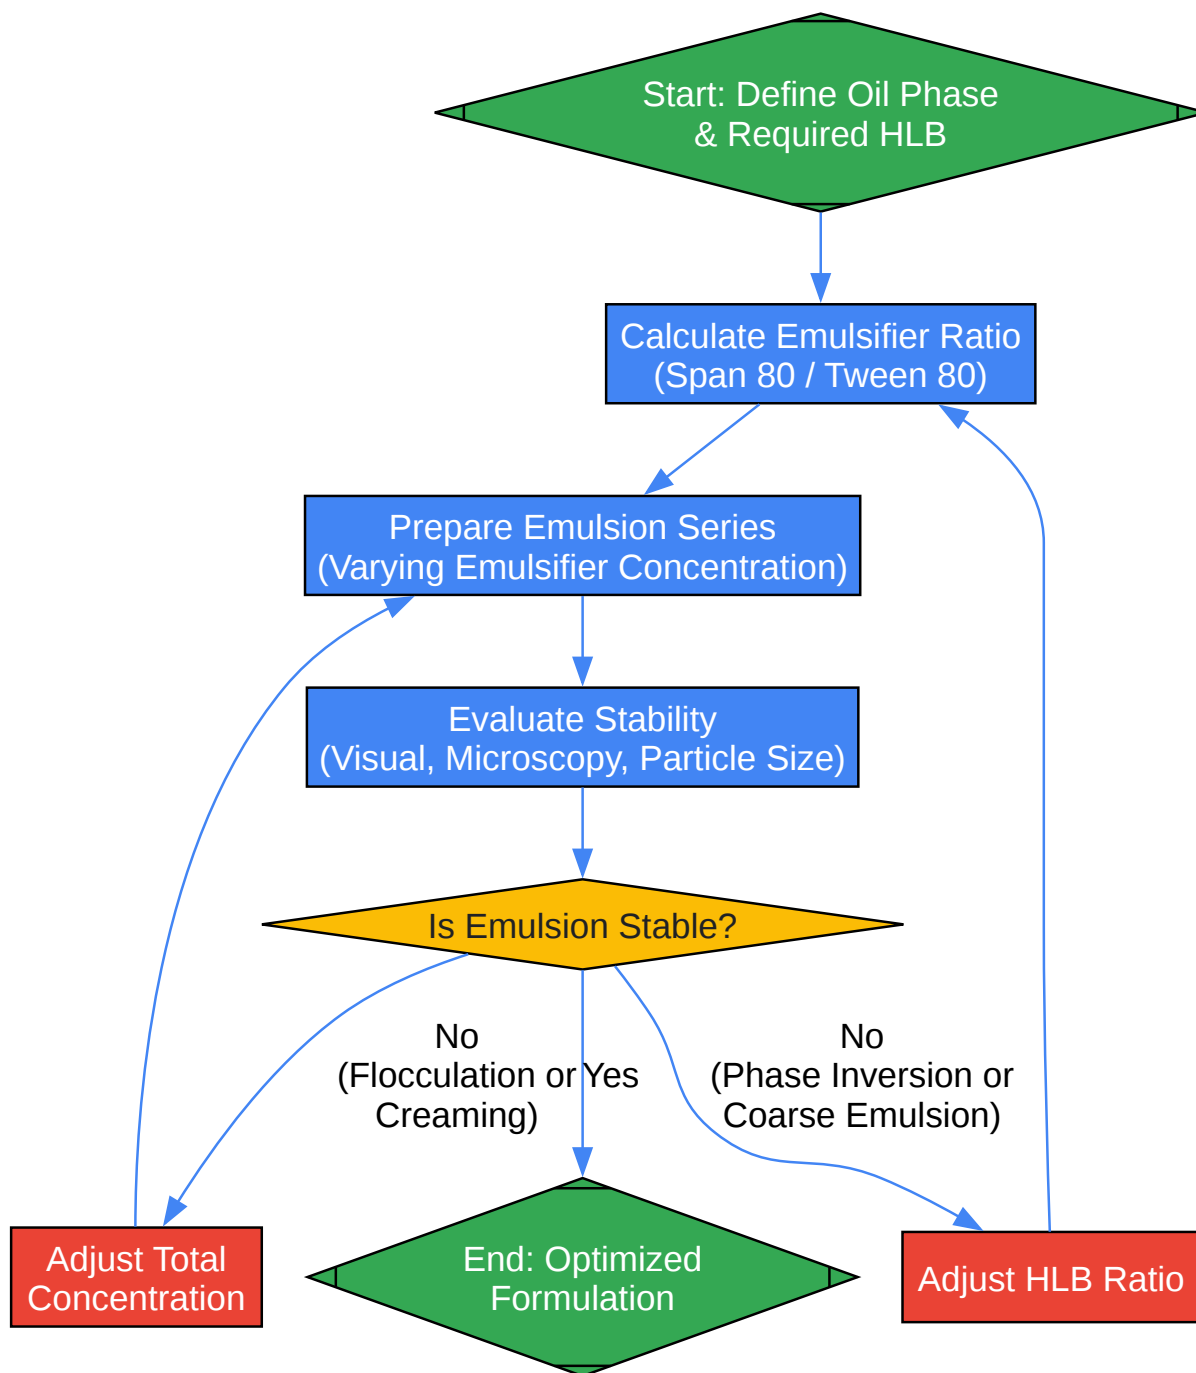 Start: Define Oil Phase
& Required HLB
Calculate Emulsifier Ratio
(Span 80 / Tween 80)
Prepare Emulsion Series
(Varying Emulsifier Concentration)
Evaluate Stability
(Visual, Microscopy, Particle Size)
Is Emulsion Stable?
No
(Flocculation or
Creaming)
Yes
No
(Phase Inversion or
Coarse Emulsion)
Adjust Total
Concentration
End: Optimized
Formulation
Adjust HLB Ratio